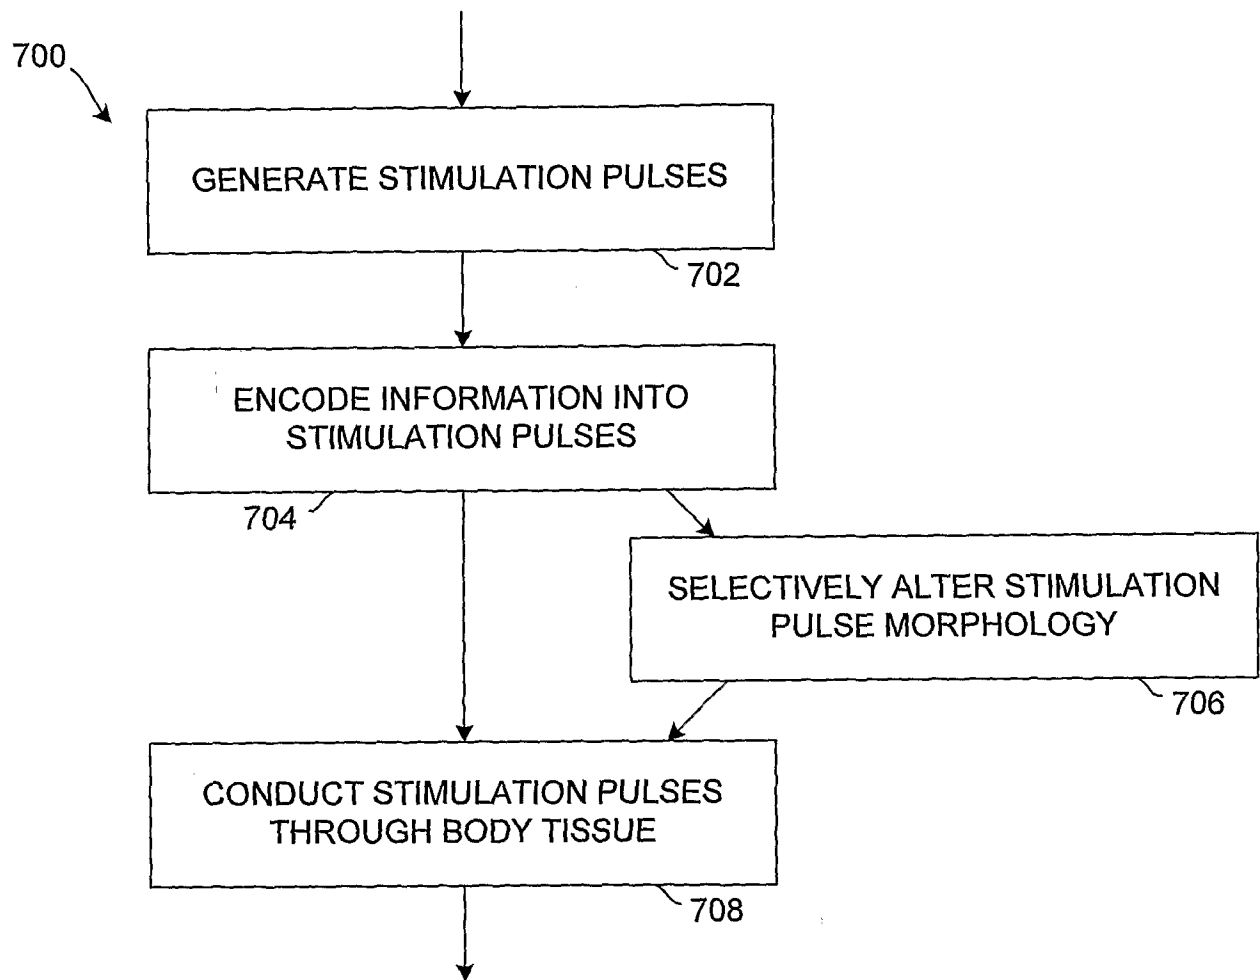 700
GENERATE STIMULATION PULSES
702
ENCODE INFORMATION INTO
STIMULATION PULSES
704
SELECTIVELY ALTER STIMULATION
PULSE MORPHOLOGY
706
CONDUCT STIMULATION PULSES
THROUGH BODY TISSUE
708